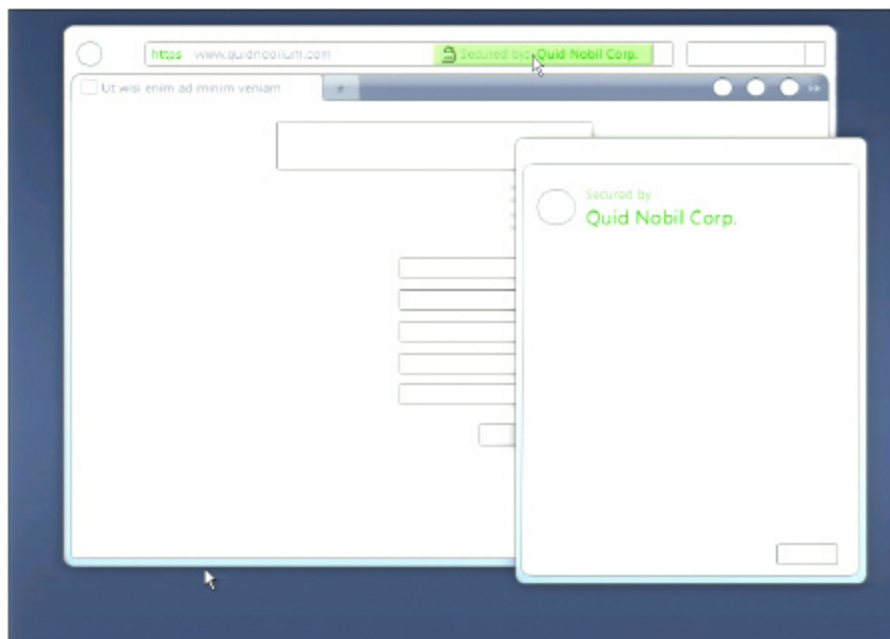 https www.quidnobilum.com Secured by: Quid Nobil Corp.
Ut wisi enim ad minim veniam +
Secured by
Quid Nobil Corp.